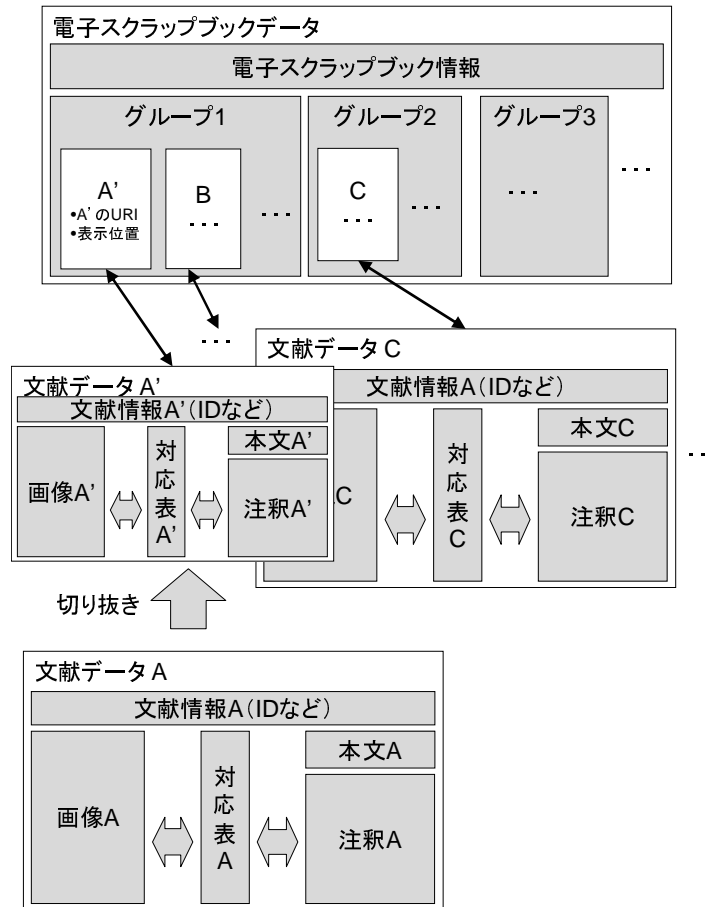 電子スクラップブックデータ
電子スクラップブック情報
グループ1
グループ2
グループ3
A'
•A'のURI
•表示位置
B
･･･
･･･
C
･･･
･･･
･･･
･･･
･･･
文献データC
文献情報A(IDなど)
C
対応表C
本文C
注釈C
･･･
文献データA'
文献情報A'(IDなど)
画像A'
対応表A'
本文A'
注釈A'
切り抜き
文献データA
文献情報A(IDなど)
画像A
対応表A
本文A
注釈A